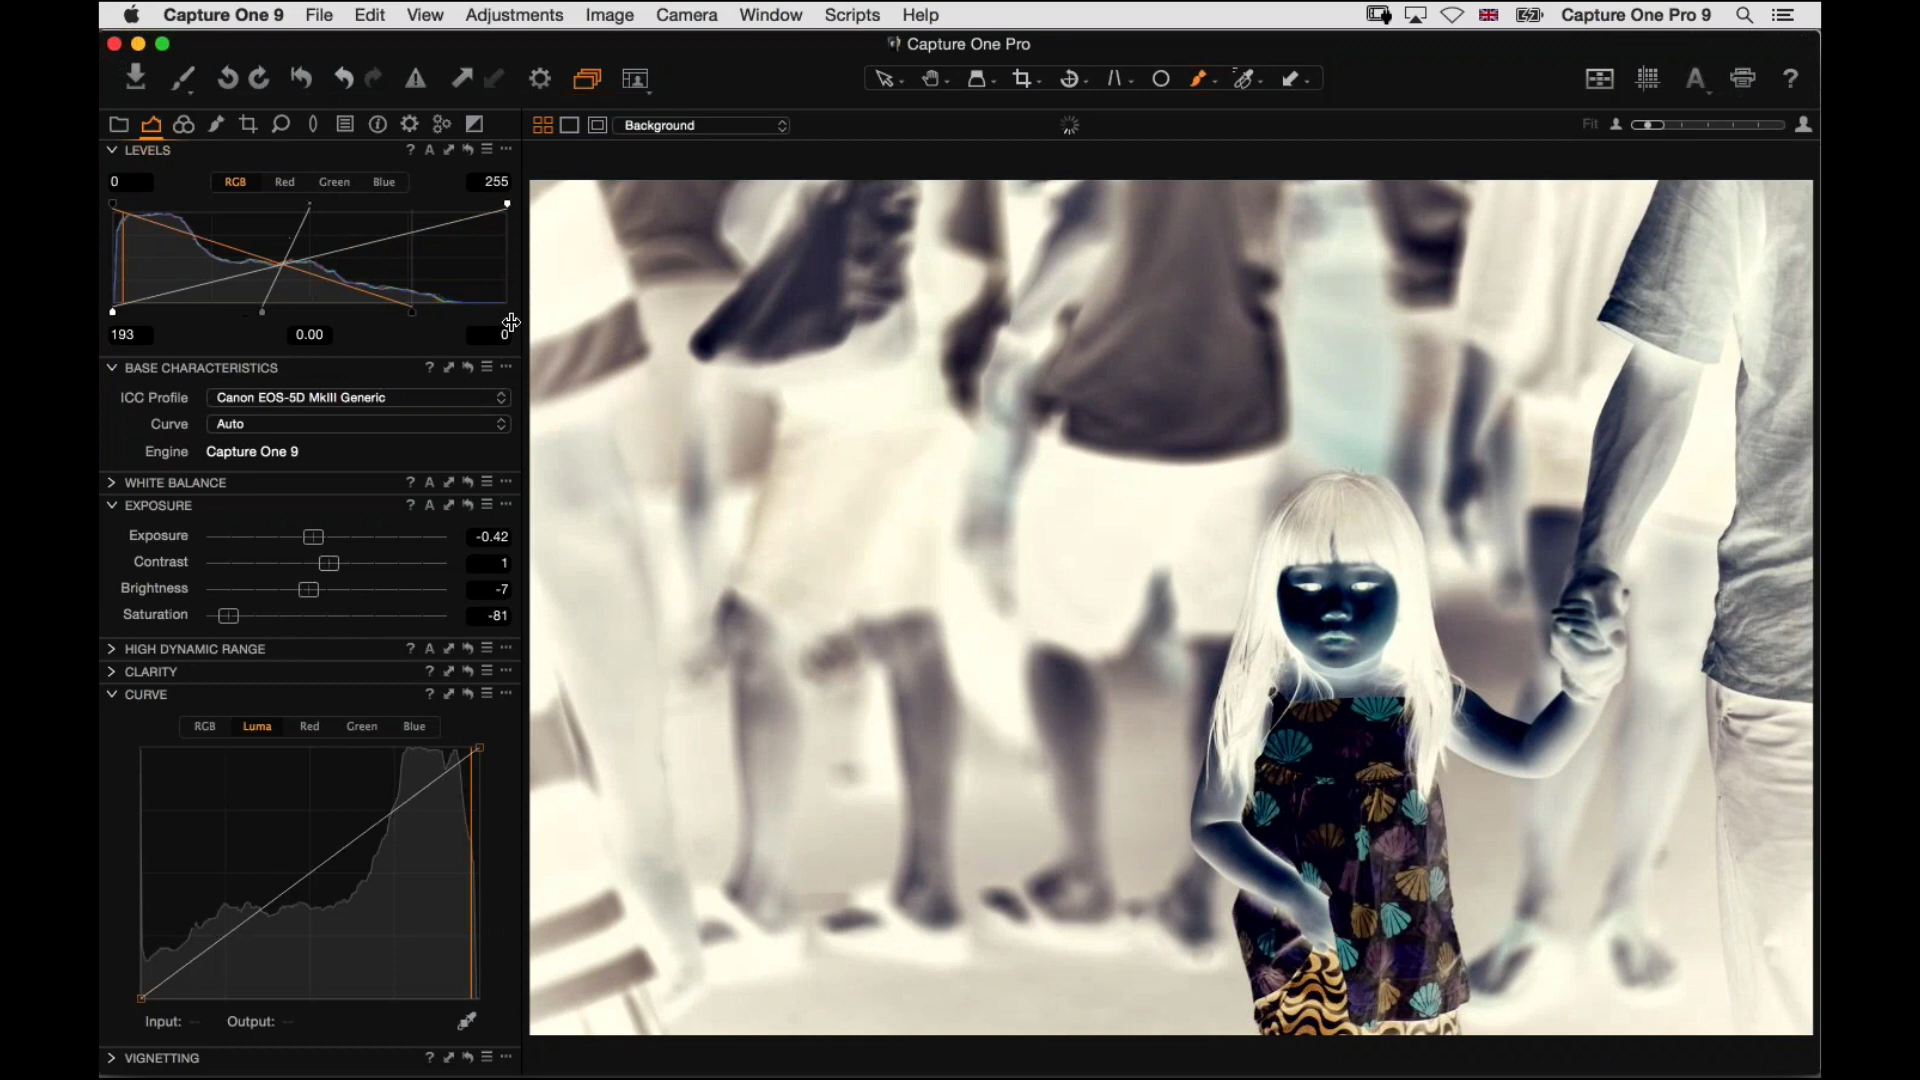 Capture One 9 File Edit View Adjustments Image Camera Window Scripts Help Capture One Pro 9
Capture One Pro
A ?
Background
Fit
LEVELS ? A
0 RGB Red Green Blue 255
193 0.00 0
BASE CHARACTERISTICS ?
ICC Profile Canon EOS-5D MkIII Generic
Curve Auto
Engine Capture One 9
WHITE BALANCE ? A
EXPOSURE ? A
Exposure -0.42
Contrast 1
Brightness -7
Saturation -81
HIGH DYNAMIC RANGE ? A
CLARITY ?
CURVE ?
RGB Luma Red Green Blue
Input: -- Output: --
VIGNETTING ?